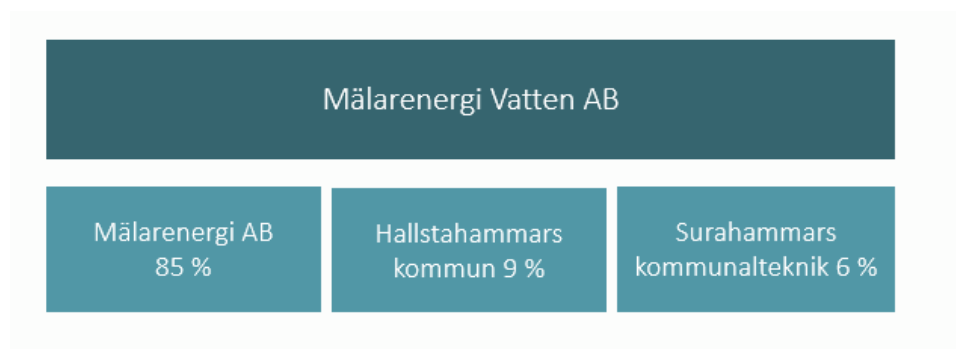 Mälarenergi Vatten AB
Mälarenergi AB
85 %
Hallstahammars
kommun 9 %
Surahammars
kommunalteknik 6 %